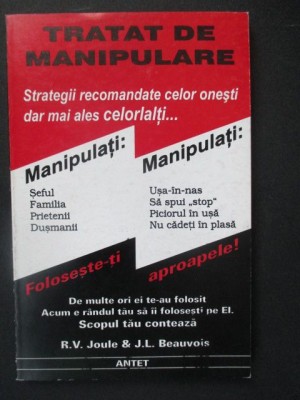 TRATAT DE
MANIPULARE
Strategii recomandate celor onești
dar mai ales celorlalți...
Manipulați:
Șeful
Familia
Prietenii
Dușmanii
Manipulați:
Ușa-în-nas
Să spui „stop"
Piciorul în ușă
Nu cădeți în plasă
Folosește-ți
aproapele!
De multe ori ei te-au folosit
Acum e rândul tău să îi folosești pe EI.
Scopul tău contează
R.V. Joule & J.L. Beauvois
ANTET